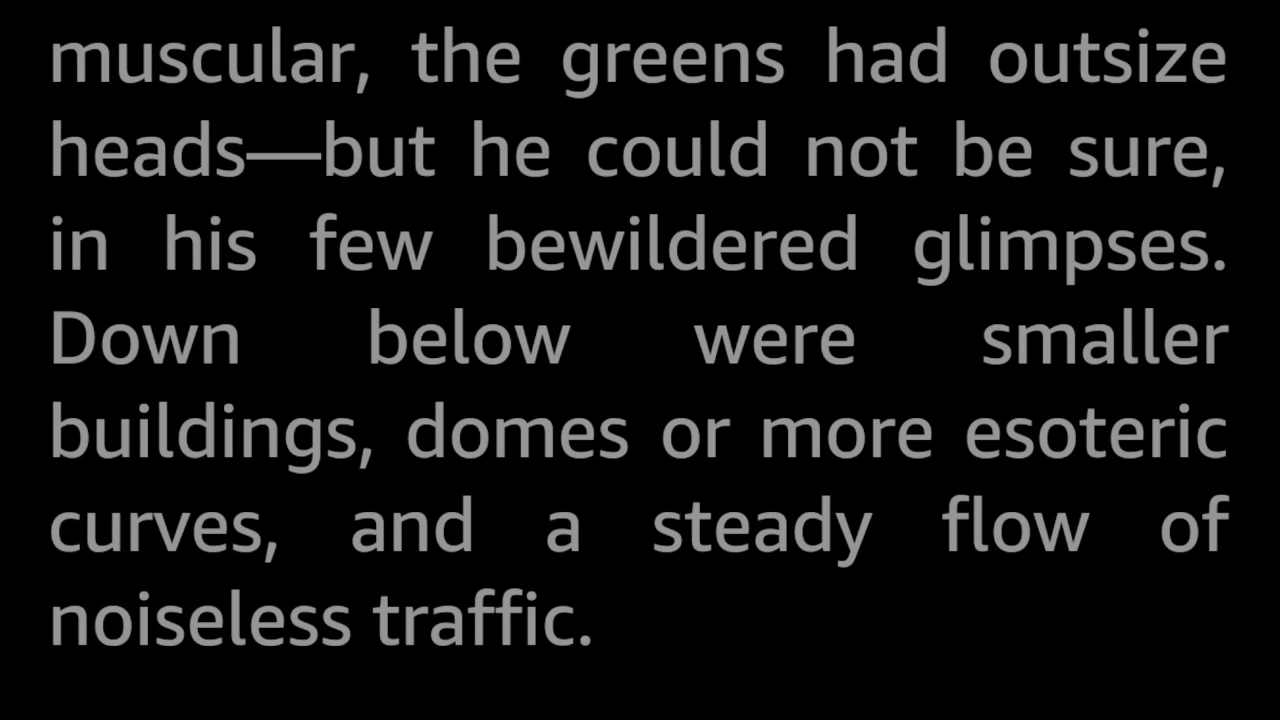 muscular, the greens had outsize
heads—but he could not be sure,
in his few bewildered glimpses.
Down below were smaller
buildings, domes or more esoteric
curves, and a steady flow of
noiseless traffic.